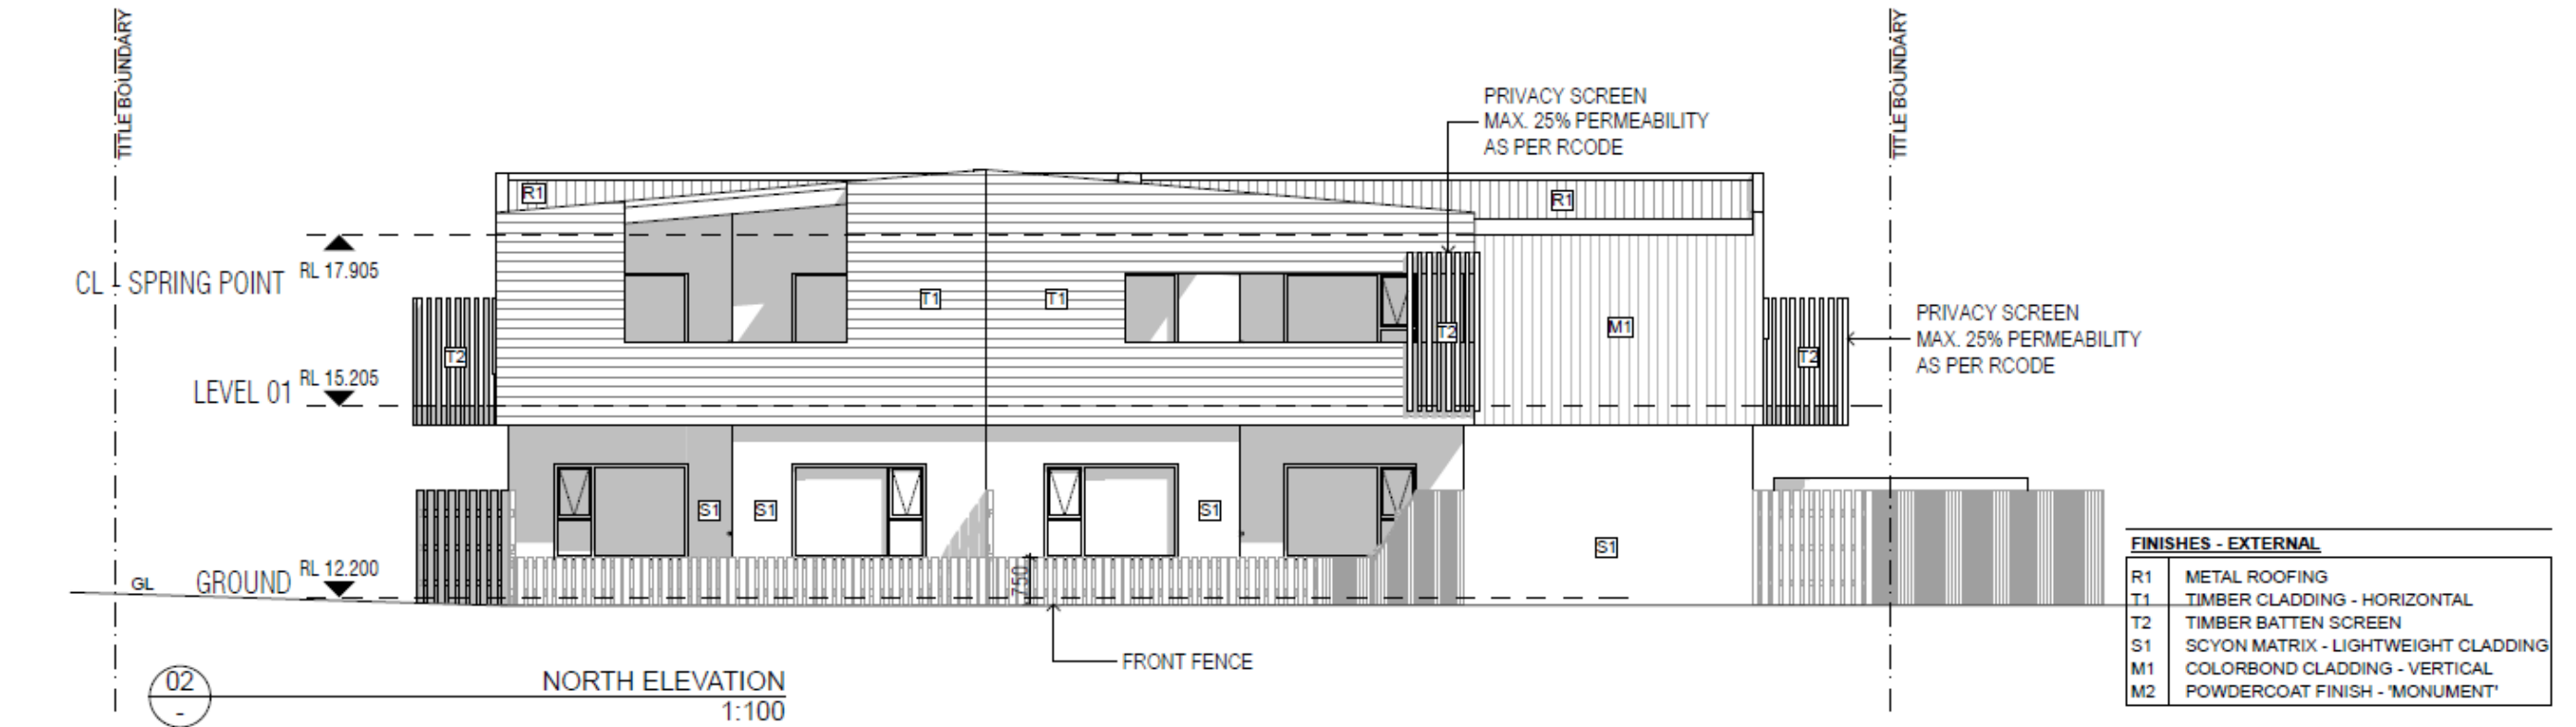 TITLE BOUNDARY
TITLE BOUNDARY
PRIVACY SCREEN
MAX. 25% PERMEABILITY
AS PER RCODE
R1
R1
CL - SPRING POINT
RL 17.905
T1
T1
T2
M1
T2
T2
PRIVACY SCREEN
MAX. 25% PERMEABILITY
AS PER RCODE
LEVEL 01
RL 15.205
S1
S1
S1
S1
GL
GROUND
RL 12.200
750
FRONT FENCE
02
-
NORTH ELEVATION
1:100
FINISHES - EXTERNAL
R1 METAL ROOFING
T1 TIMBER CLADDING - HORIZONTAL
T2 TIMBER BATTEN SCREEN
S1 SCYON MATRIX - LIGHTWEIGHT CLADDING
M1 COLORBOND CLADDING - VERTICAL
M2 POWDERCOAT FINISH - 'MONUMENT'